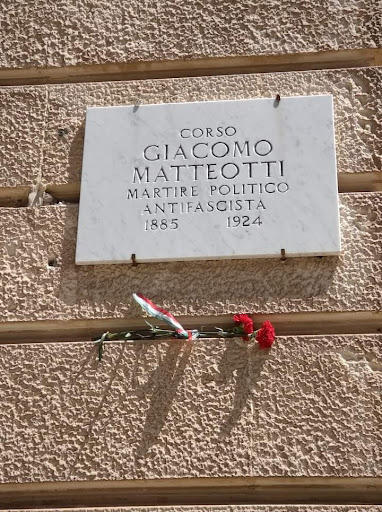 CORSO
GIACOMO
MATTEOTTI
MARTIRE POLITICO
ANTIFASCISTA
1885 1924